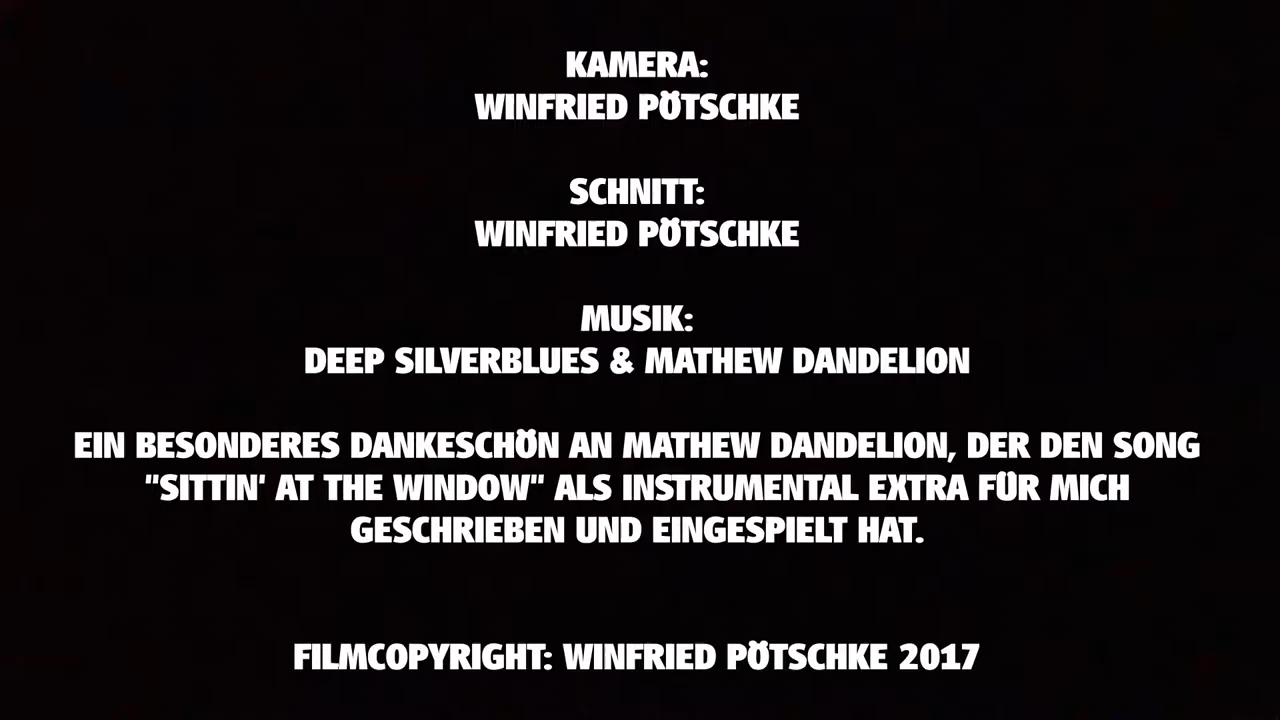 KAMERA:
WINFRIED PÖTSCHKE
SCHNITT:
WINFRIED PÖTSCHKE
MUSIK:
DEEP SILVERBLUES & MATHEW DANDELION
EIN BESONDERES DANKESCHÖN AN MATHEW DANDELION, DER DEN SONG
"SITTIN' AT THE WINDOW" ALS INSTRUMENTAL EXTRA FÜR MICH
GESCHRIEBEN UND EINGESPIELT HAT.
FILMCOPYRIGHT: WINFRIED PÖTSCHKE 2017